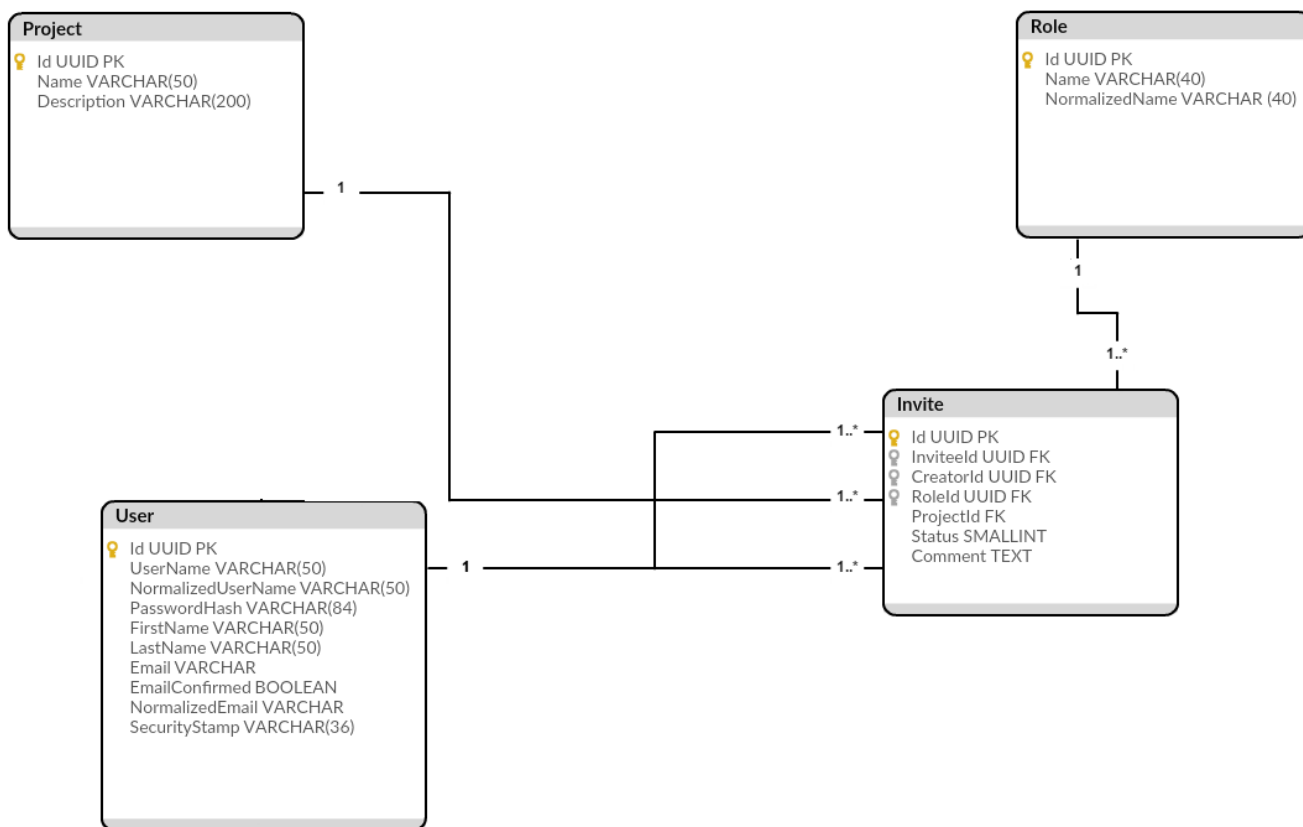 Project
Id UUID PK
Name VARCHAR(50)
Description VARCHAR(200)
Role
Id UUID PK
Name VARCHAR(40)
NormalizedName VARCHAR (40)
1
1
1..*
Invite
Id UUID PK
InviteeId UUID FK
CreatorId UUID FK
RoleId UUID FK
ProjectId FK
Status SMALLINT
Comment TEXT
1..*
1..*
1..*
1
User
Id UUID PK
UserName VARCHAR(50)
NormalizedUserName VARCHAR(50)
PasswordHash VARCHAR(84)
FirstName VARCHAR(50)
LastName VARCHAR(50)
Email VARCHAR
EmailConfirmed BOOLEAN
NormalizedEmail VARCHAR
SecurityStamp VARCHAR(36)